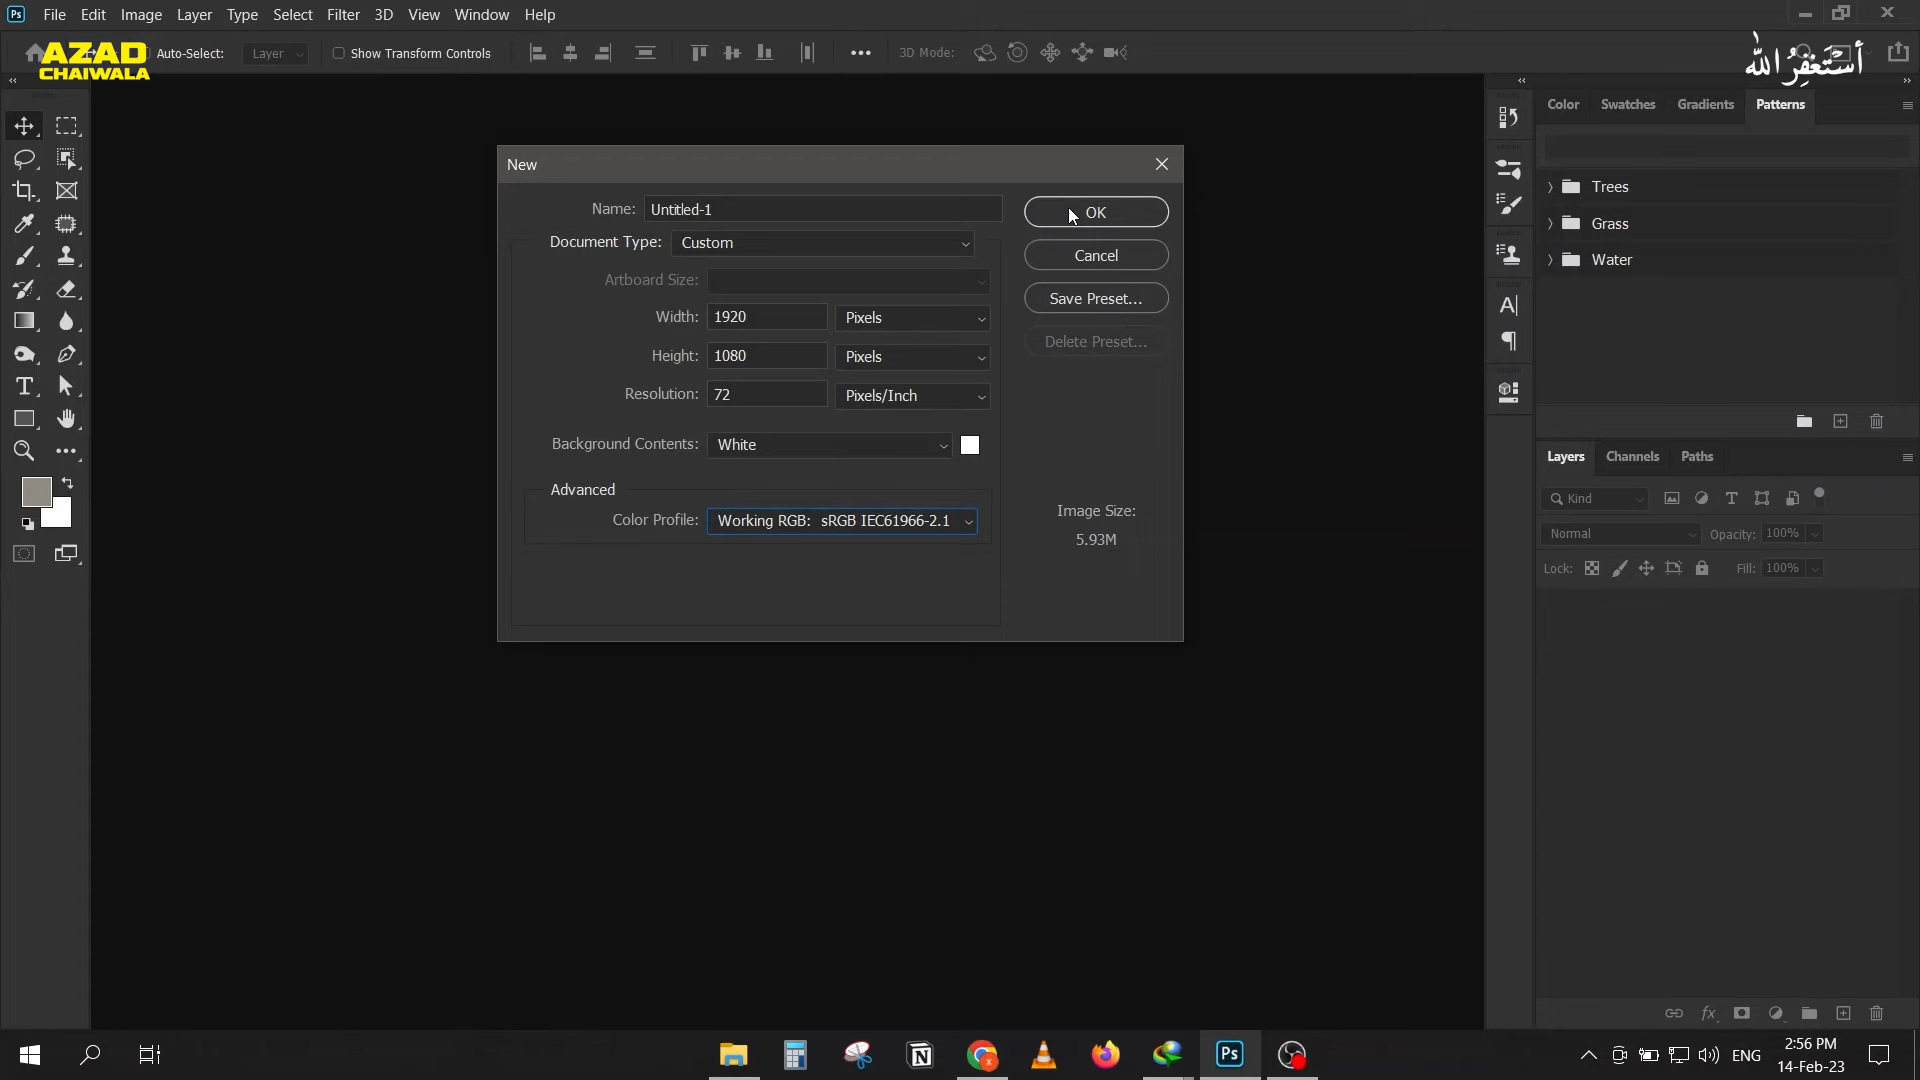 Ps File Edit Image Layer Type Select Filter 3D View Window Help
AZAD
CHAIWALA
Auto-Select: Layer Show Transform Controls 3D Mode:
أَسْتَغْفِرُ اللّٰه
Color Swatches Gradients Patterns
Trees
Grass
Water
New
Name: Untitled-1
OK
Document Type: Custom
Cancel
Artboard Size:
Save Preset...
Width: 1920 Pixels
Delete Preset...
Height: 1080 Pixels
Resolution: 72 Pixels/Inch
Background Contents: White
Advanced
Color Profile: Working RGB: sRGB IEC61966-2.1
Image Size:
5.93M
Layers Channels Paths
Kind
Normal Opacity: 100%
Lock: Fill: 100%
fx
Ps
ENG
2:56 PM
14-Feb-23